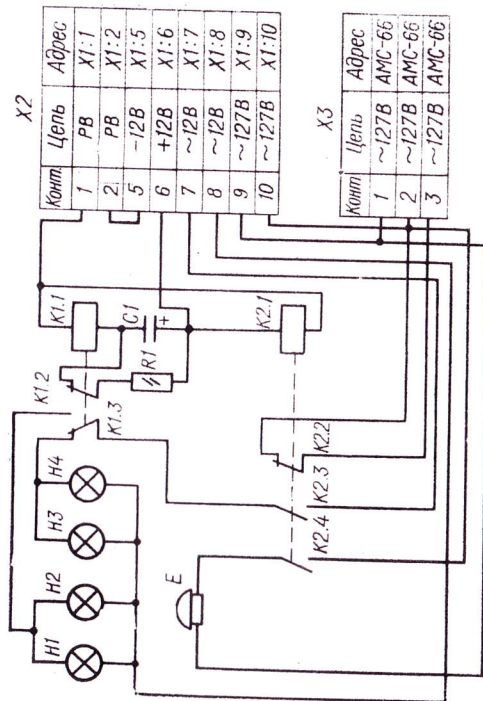 X2
Конт. Цепь Адрес
1 РВ X1:1
2 РВ X1:2
5 -12В X1:5
6 +12В X1:6
7 ~12В X1:7
8 ~12В X1:8
9 ~127В X1:9
10 ~127В X1:10
X3
Конт Цепь Адрес
1 ~127В АМС-66
2 ~127В АМС-66
3 ~127В АМС-66
K1.1
C1
+
R1
K1.2
K1.3
K2.1
K2.2
K2.3
K2.4
H4
H3
H2
H1
E